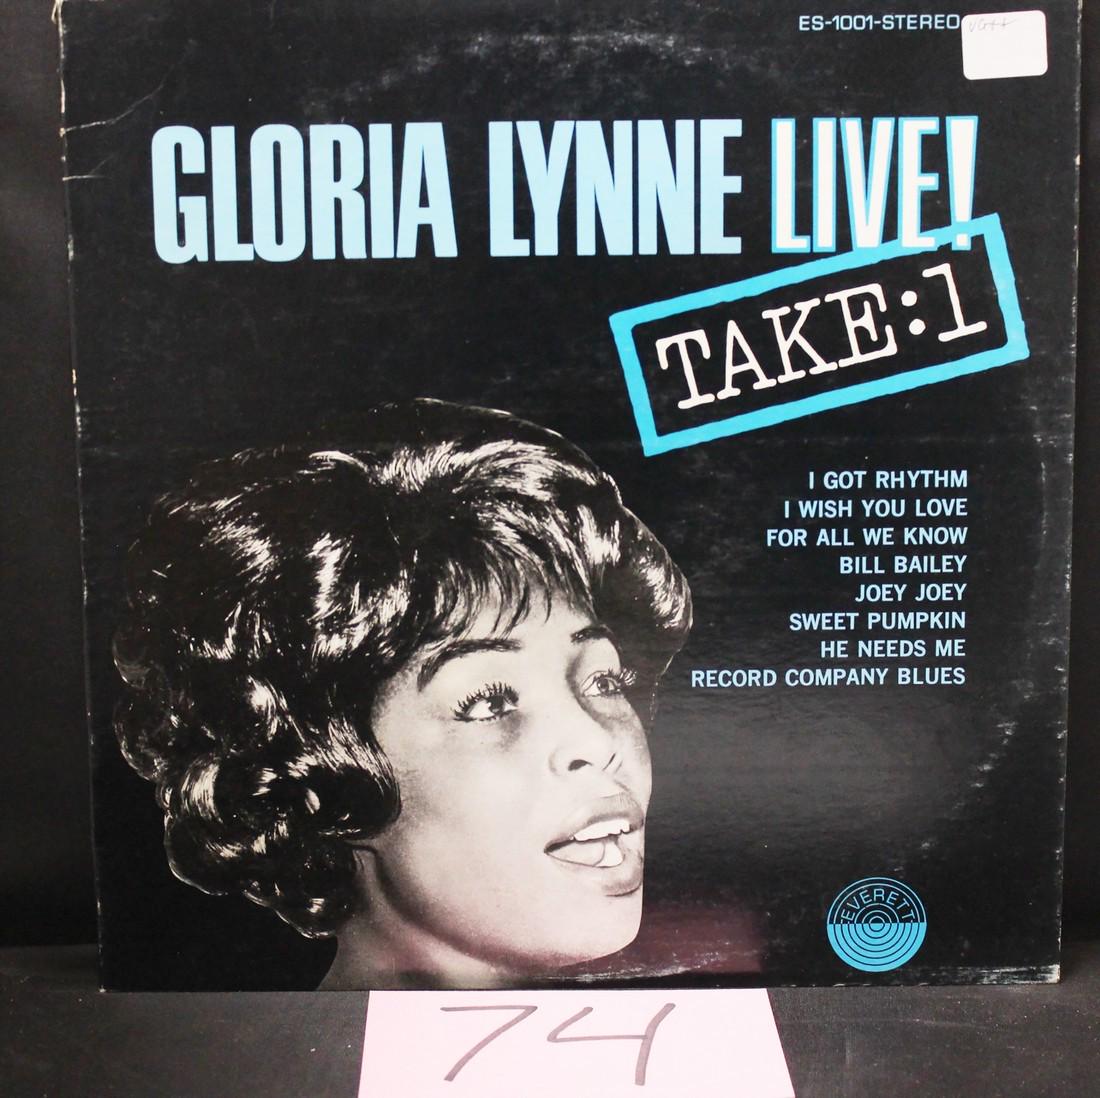 ES-1001-STEREO
VG++
GLORIA LYNNE LIVE!
TAKE:1
I GOT RHYTHM
I WISH YOU LOVE
FOR ALL WE KNOW
BILL BAILEY
JOEY JOEY
SWEET PUMPKIN
HE NEEDS ME
RECORD COMPANY BLUES
EVERETT
74